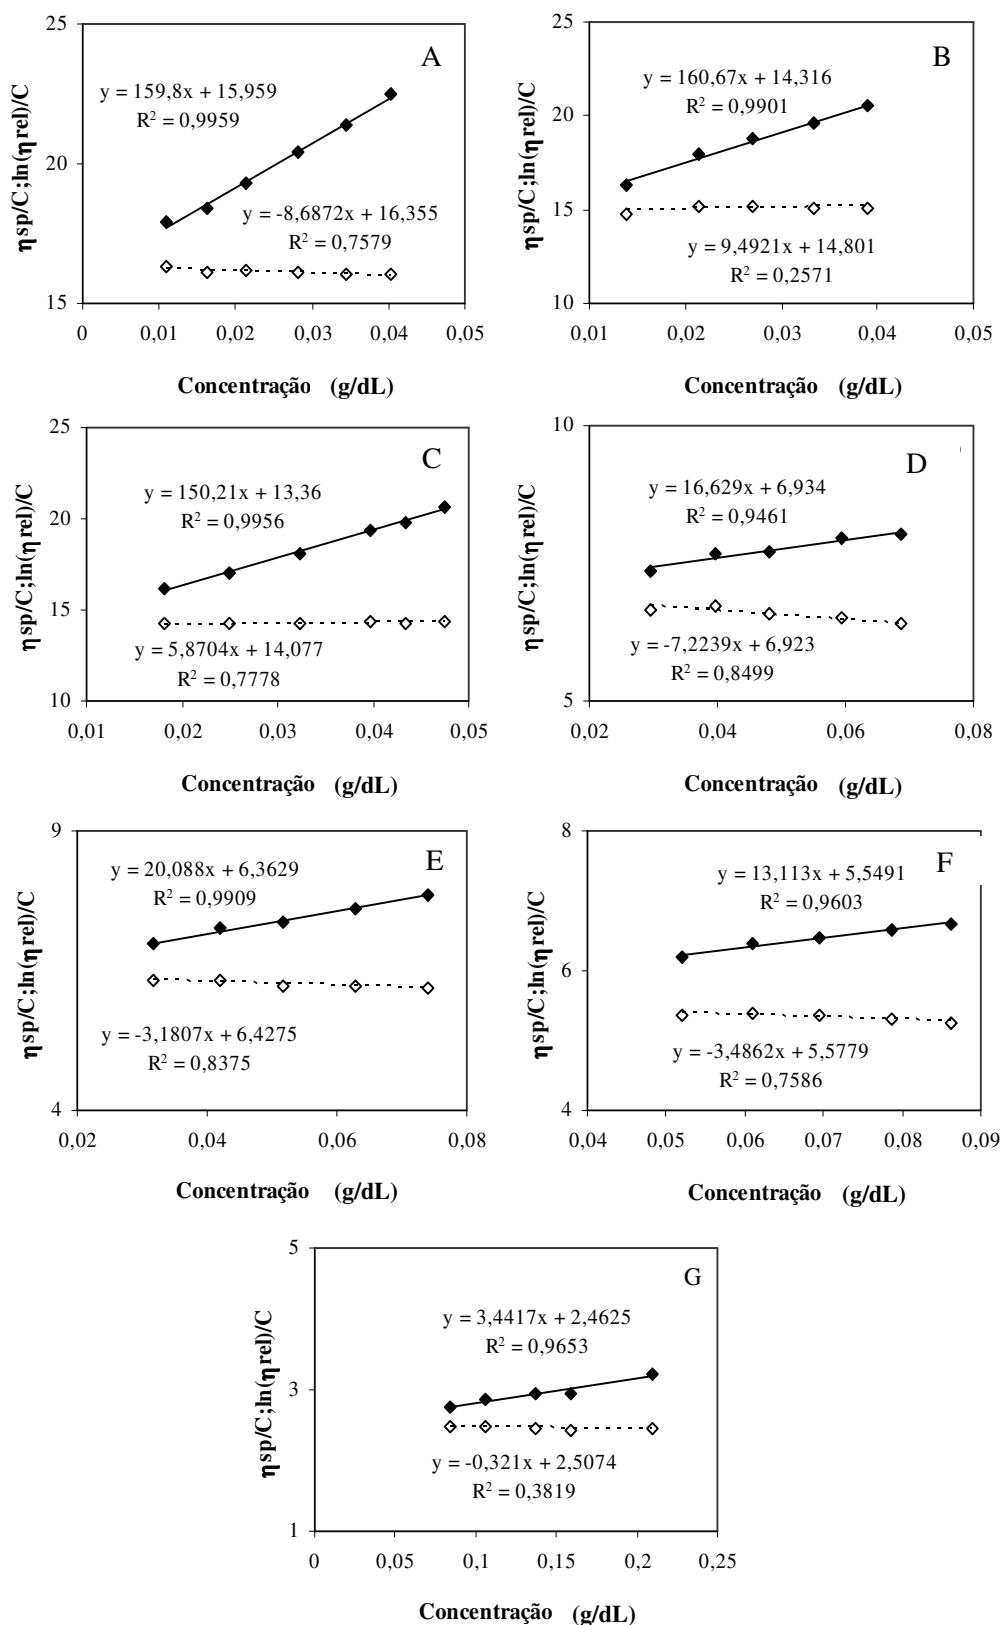 25
A
y = 159,8x + 15,959
R² = 0,9959
20
y = -8,6872x + 16,355
R² = 0,7579
15
0 0,01 0,02 0,03 0,04 0,05
ηsp/C;ln(ηrel)/C
Concentração (g/dL)
25
B
y = 160,67x + 14,316
R² = 0,9901
20
15
y = 9,4921x + 14,801
R² = 0,2571
10
0,01 0,02 0,03 0,04 0,05
ηsp/C;ln(ηrel)/C
Concentração (g/dL)
25
C
y = 150,21x + 13,36
R² = 0,9956
20
15
y = 5,8704x + 14,077
R² = 0,7778
10
0,01 0,02 0,03 0,04 0,05
ηsp/C;ln(ηrel)/C
Concentração (g/dL)
10
D
y = 16,629x + 6,934
R² = 0,9461
y = -7,2239x + 6,923
R² = 0,8499
5
0,02 0,04 0,06 0,08
ηsp/C;ln(ηrel)/C
Concentração (g/dL)
9
E
y = 20,088x + 6,3629
R² = 0,9909
y = -3,1807x + 6,4275
R² = 0,8375
4
0,02 0,04 0,06 0,08
ηsp/C;ln(ηrel)/C
Concentração (g/dL)
8
F
y = 13,113x + 5,5491
R² = 0,9603
6
y = -3,4862x + 5,5779
R² = 0,7586
4
0,04 0,05 0,06 0,07 0,08 0,09
ηsp/C;ln(ηrel)/C
Concentração (g/dL)
5
G
y = 3,4417x + 2,4625
R² = 0,9653
3
y = -0,321x + 2,5074
R² = 0,3819
1
0 0,05 0,1 0,15 0,2 0,25
ηsp/C;ln(ηrel)/C
Concentração (g/dL)